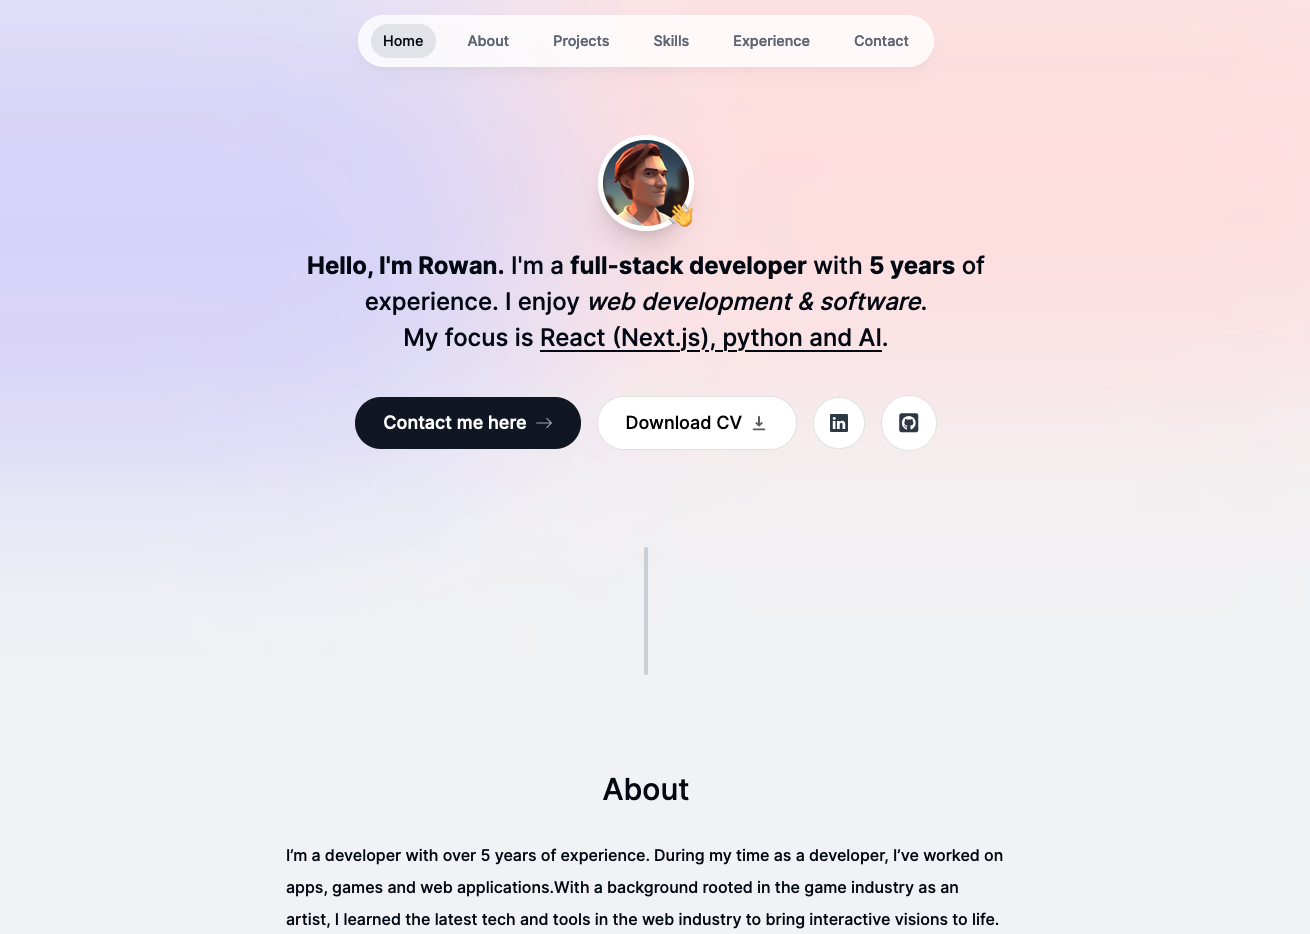 Home About Projects Skills Experience Contact
Hello, I'm Rowan. I'm a full-stack developer with 5 years of
experience. I enjoy web development & software.
My focus is React (Next.js), python and AI.
Contact me here
Download CV
in
About
I’m a developer with over 5 years of experience. During my time as a developer, I’ve worked on
apps, games and web applications.With a background rooted in the game industry as an
artist, I learned the latest tech and tools in the web industry to bring interactive visions to life.